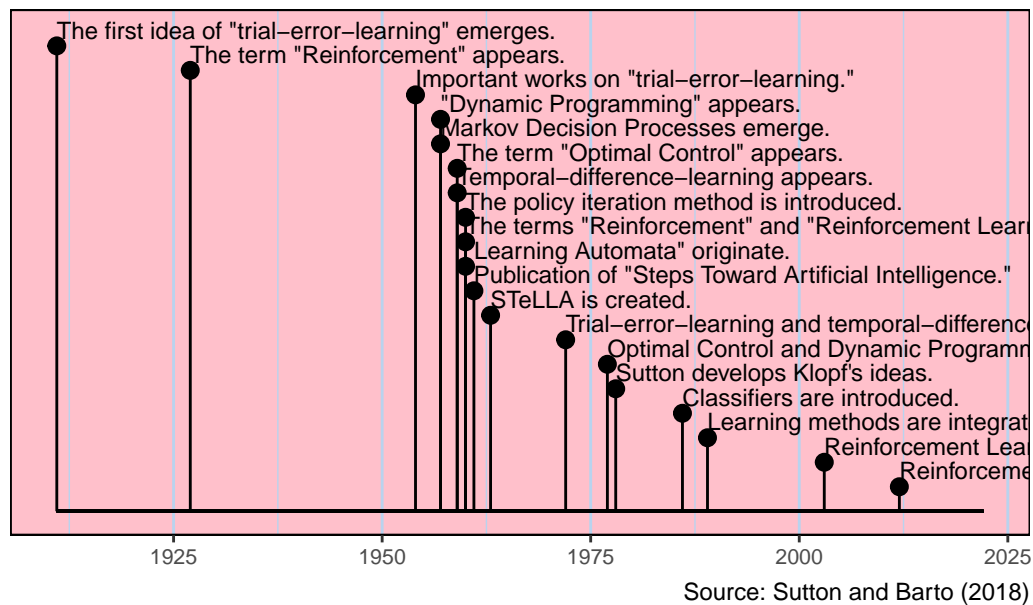 The first idea of "trial−error−learning" emerges.
The term "Reinforcement" appears.
Important works on "trial−error−learning."
"Dynamic Programming" appears.
Markov Decision Processes emerge.
The term "Optimal Control" appears.
Temporal−difference−learning appears.
The policy iteration method is introduced.
The terms "Reinforcement" and "Reinforcement Lear
Learning Automata" originate.
Publication of "Steps Toward Artificial Intelligence."
STeLLA is created.
Trial−error−learning and temporal−difference
Optimal Control and Dynamic Programm
Sutton develops Klopf's ideas.
Classifiers are introduced.
Learning methods are integrat
Reinforcement Lear
Reinforceme
1925 1950 1975 2000 2025
Source: Sutton and Barto (2018)